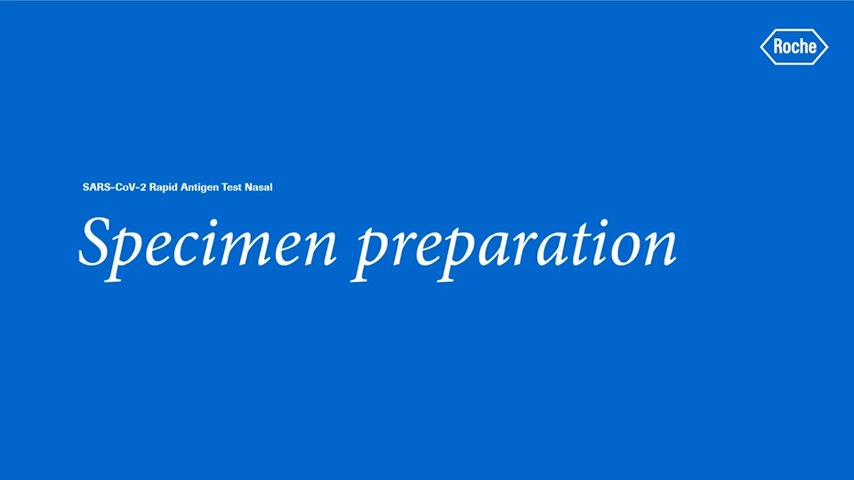 Roche
SARS-CoV-2 Rapid Antigen Test Nasal
Specimen preparation